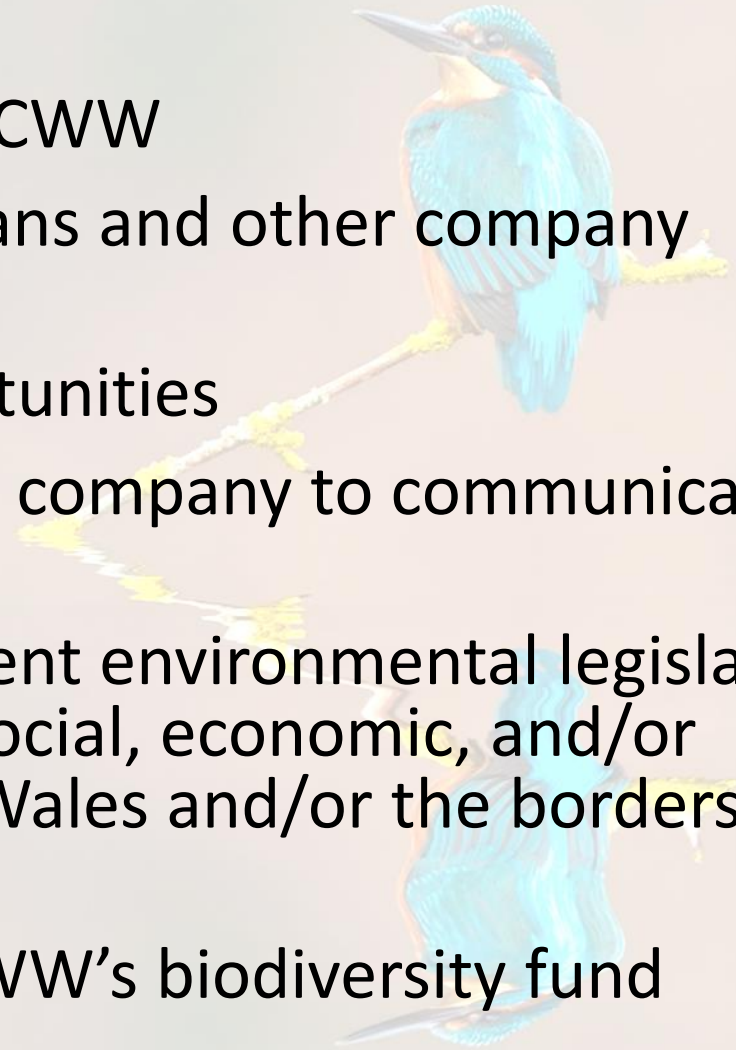 CWW
ans and other company
tunities
company to communica
ent environmental legisla
ocial, economic, and/or
Wales and/or the borders
WW’s biodiversity fund